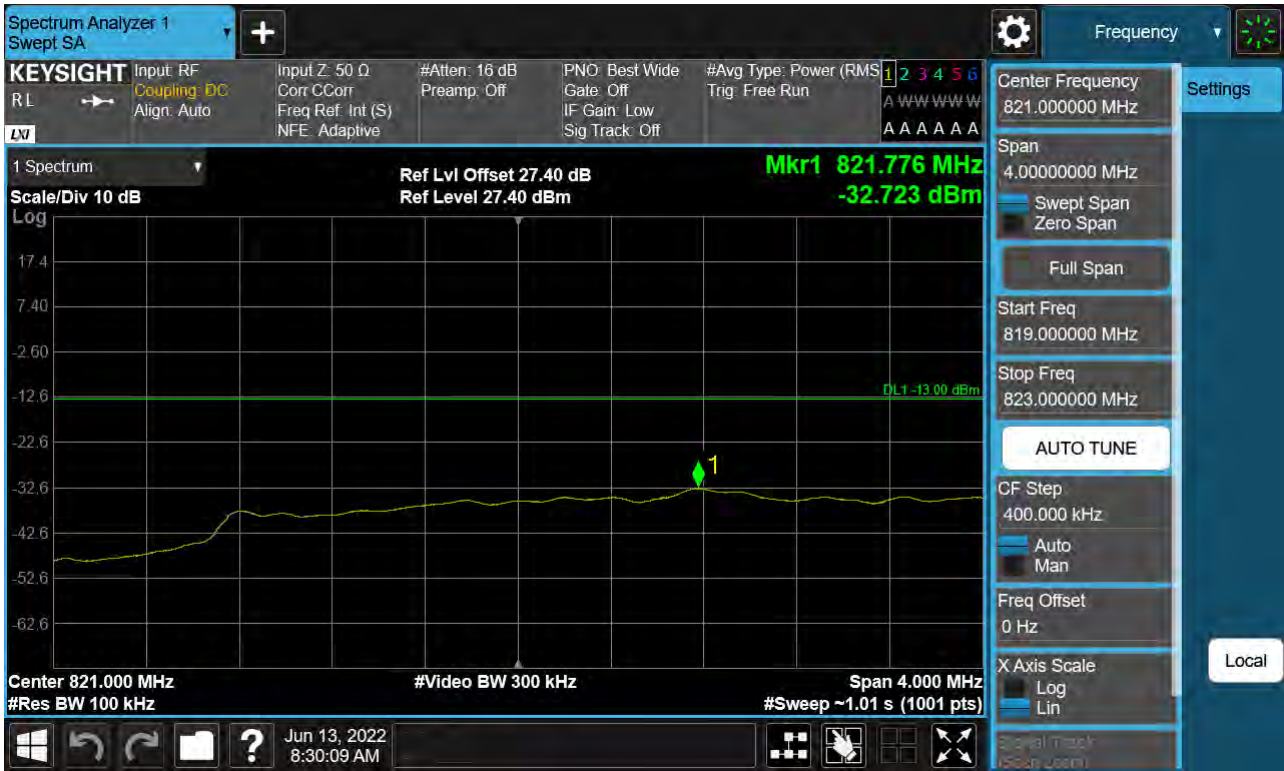 Spectrum Analyzer 1
Swept SA
+
Frequency
KEYSIGHT
RL
LXI
Input: RF
Coupling: DC
Align: Auto
Input Z: 50 Ω
Corr CCorr
Freq Ref: Int (S)
NFE: Adaptive
#Atten: 16 dB
Preamp: Off
PNO: Best Wide
Gate: Off
IF Gain: Low
Sig Track: Off
#Avg Type: Power (RMS
Trig: Free Run
1 2 3 4 5 6
A W W W W W
A A A A A A
1 Spectrum
Scale/Div 10 dB
Log
Ref Lvl Offset 27.40 dB
Ref Level 27.40 dBm
Mkr1 821.776 MHz
-32.723 dBm
17.4
7.40
-2.60
-12.6
-22.6
-32.6
-42.6
-52.6
-62.6
DL1 -13.00 dBm
1
Center 821.000 MHz
#Res BW 100 kHz
#Video BW 300 kHz
Span 4.000 MHz
#Sweep ~1.01 s (1001 pts)
Center Frequency
821.000000 MHz
Span
4.00000000 MHz
Swept Span
Zero Span
Full Span
Start Freq
819.000000 MHz
Stop Freq
823.000000 MHz
AUTO TUNE
CF Step
400.000 kHz
Auto
Man
Freq Offset
0 Hz
X Axis Scale
Log
Lin
Signal Track
(Span Zoom)
Settings
Local
?
Jun 13, 2022
8:30:09 AM